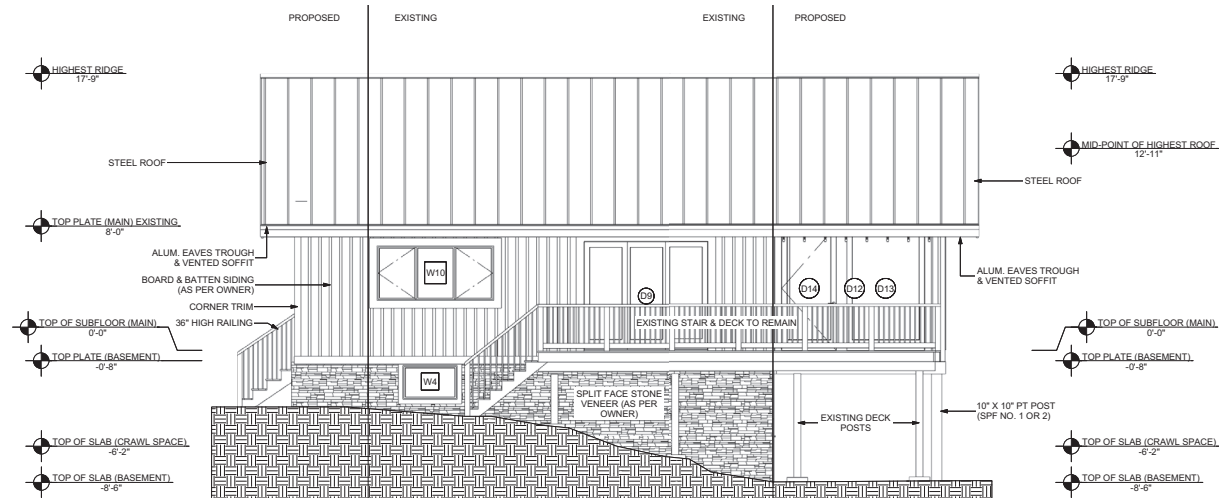 PROPOSED
EXISTING
EXISTING
PROPOSED
HIGHEST RIDGE
17'-9"
HIGHEST RIDGE
17'-9"
MID-POINT OF HIGHEST ROOF
12'-11"
STEEL ROOF
STEEL ROOF
TOP PLATE (MAIN) EXISTING
8'-0"
ALUM. EAVES TROUGH
& VENTED SOFFIT
BOARD & BATTEN SIDING
(AS PER OWNER)
CORNER TRIM
36" HIGH RAILING
W10
D9
D14
D12
D13
ALUM. EAVES TROUGH
& VENTED SOFFIT
EXISTING STAIR & DECK TO REMAIN
TOP OF SUBFLOOR (MAIN)
0'-0"
TOP OF SUBFLOOR (MAIN)
0'-0"
TOP PLATE (BASEMENT)
-0'-8"
TOP PLATE (BASEMENT)
-0'-8"
W4
SPLIT FACE STONE
VENEER (AS PER
OWNER)
EXISTING DECK
POSTS
10" X 10" PT POST
(SPF NO. 1 OR 2)
TOP OF SLAB (CRAWL SPACE)
-6'-2"
TOP OF SLAB (CRAWL SPACE)
-6'-2"
TOP OF SLAB (BASEMENT)
-8'-6"
TOP OF SLAB (BASEMENT)
-8'-6"